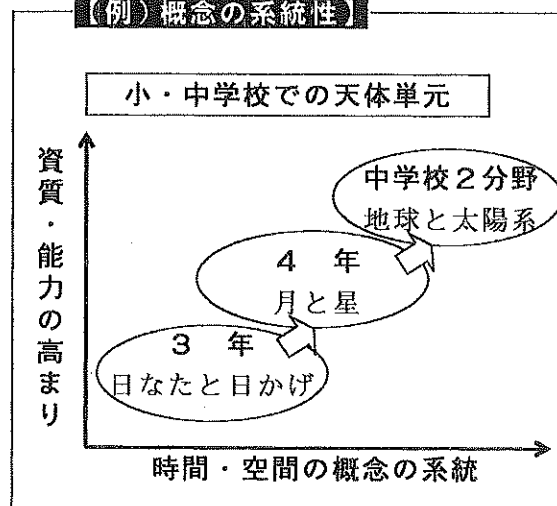 【(例)概念の系統性】
小・中学校での天体単元
資質・能力の高まり
中学校2分野
地球と太陽系
4 年
月と星
3 年
日なたと日かげ
時間・空間の概念の系統